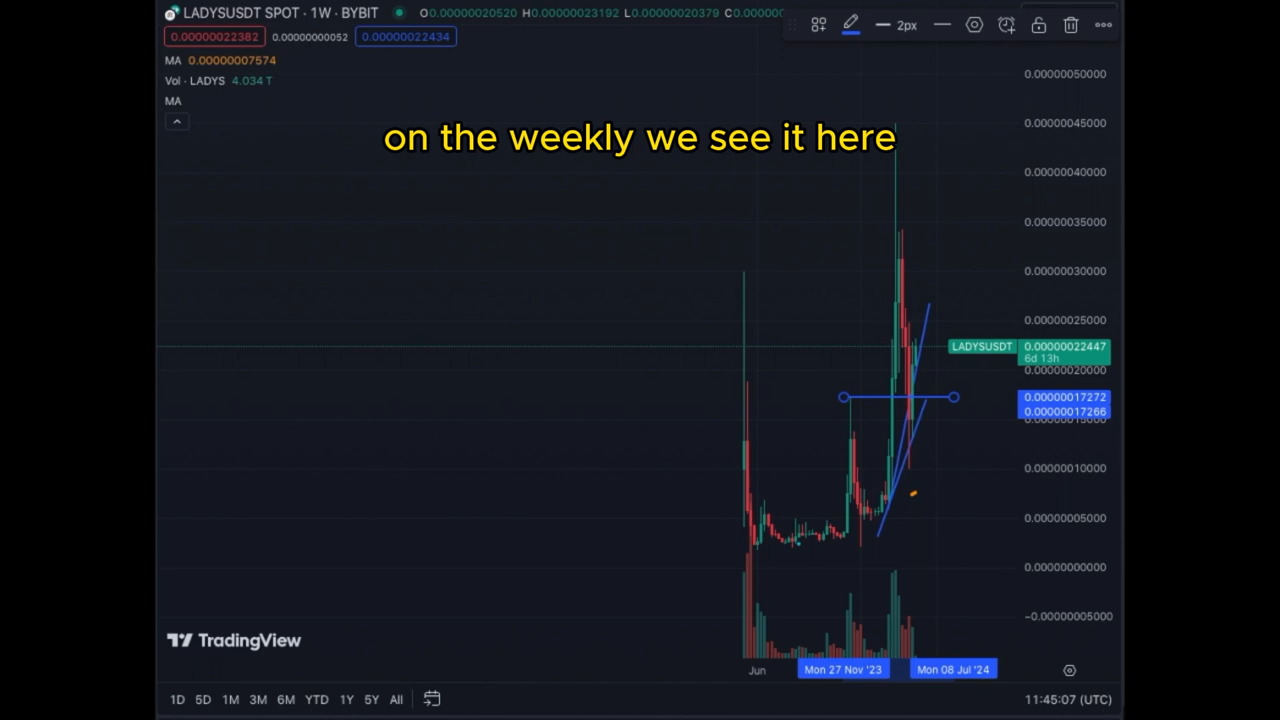 LADYSUSDT SPOT · 1W · BYBIT O0.00000020520 H0.00000023192 L0.00000020379 C0.00000
2px
0.00000022382 0.00000000052 0.00000022434
MA 0.00000007574
Vol · LADYS 4.034 T
MA
on the weekly we see it here
0.00000050000
0.00000045000
0.00000040000
0.00000035000
0.00000030000
0.00000025000
LADYSUSDT 0.00000022447
6d 13h
0.00000020000
0.00000017272
0.00000017266
0.00000015000
0.00000010000
0.00000005000
0.00000000000
−0.00000005000
TradingView
Jun Mon 27 Nov '23 Mon 08 Jul '24
1D 5D 1M 3M 6M YTD 1Y 5Y All 11:45:07 (UTC)